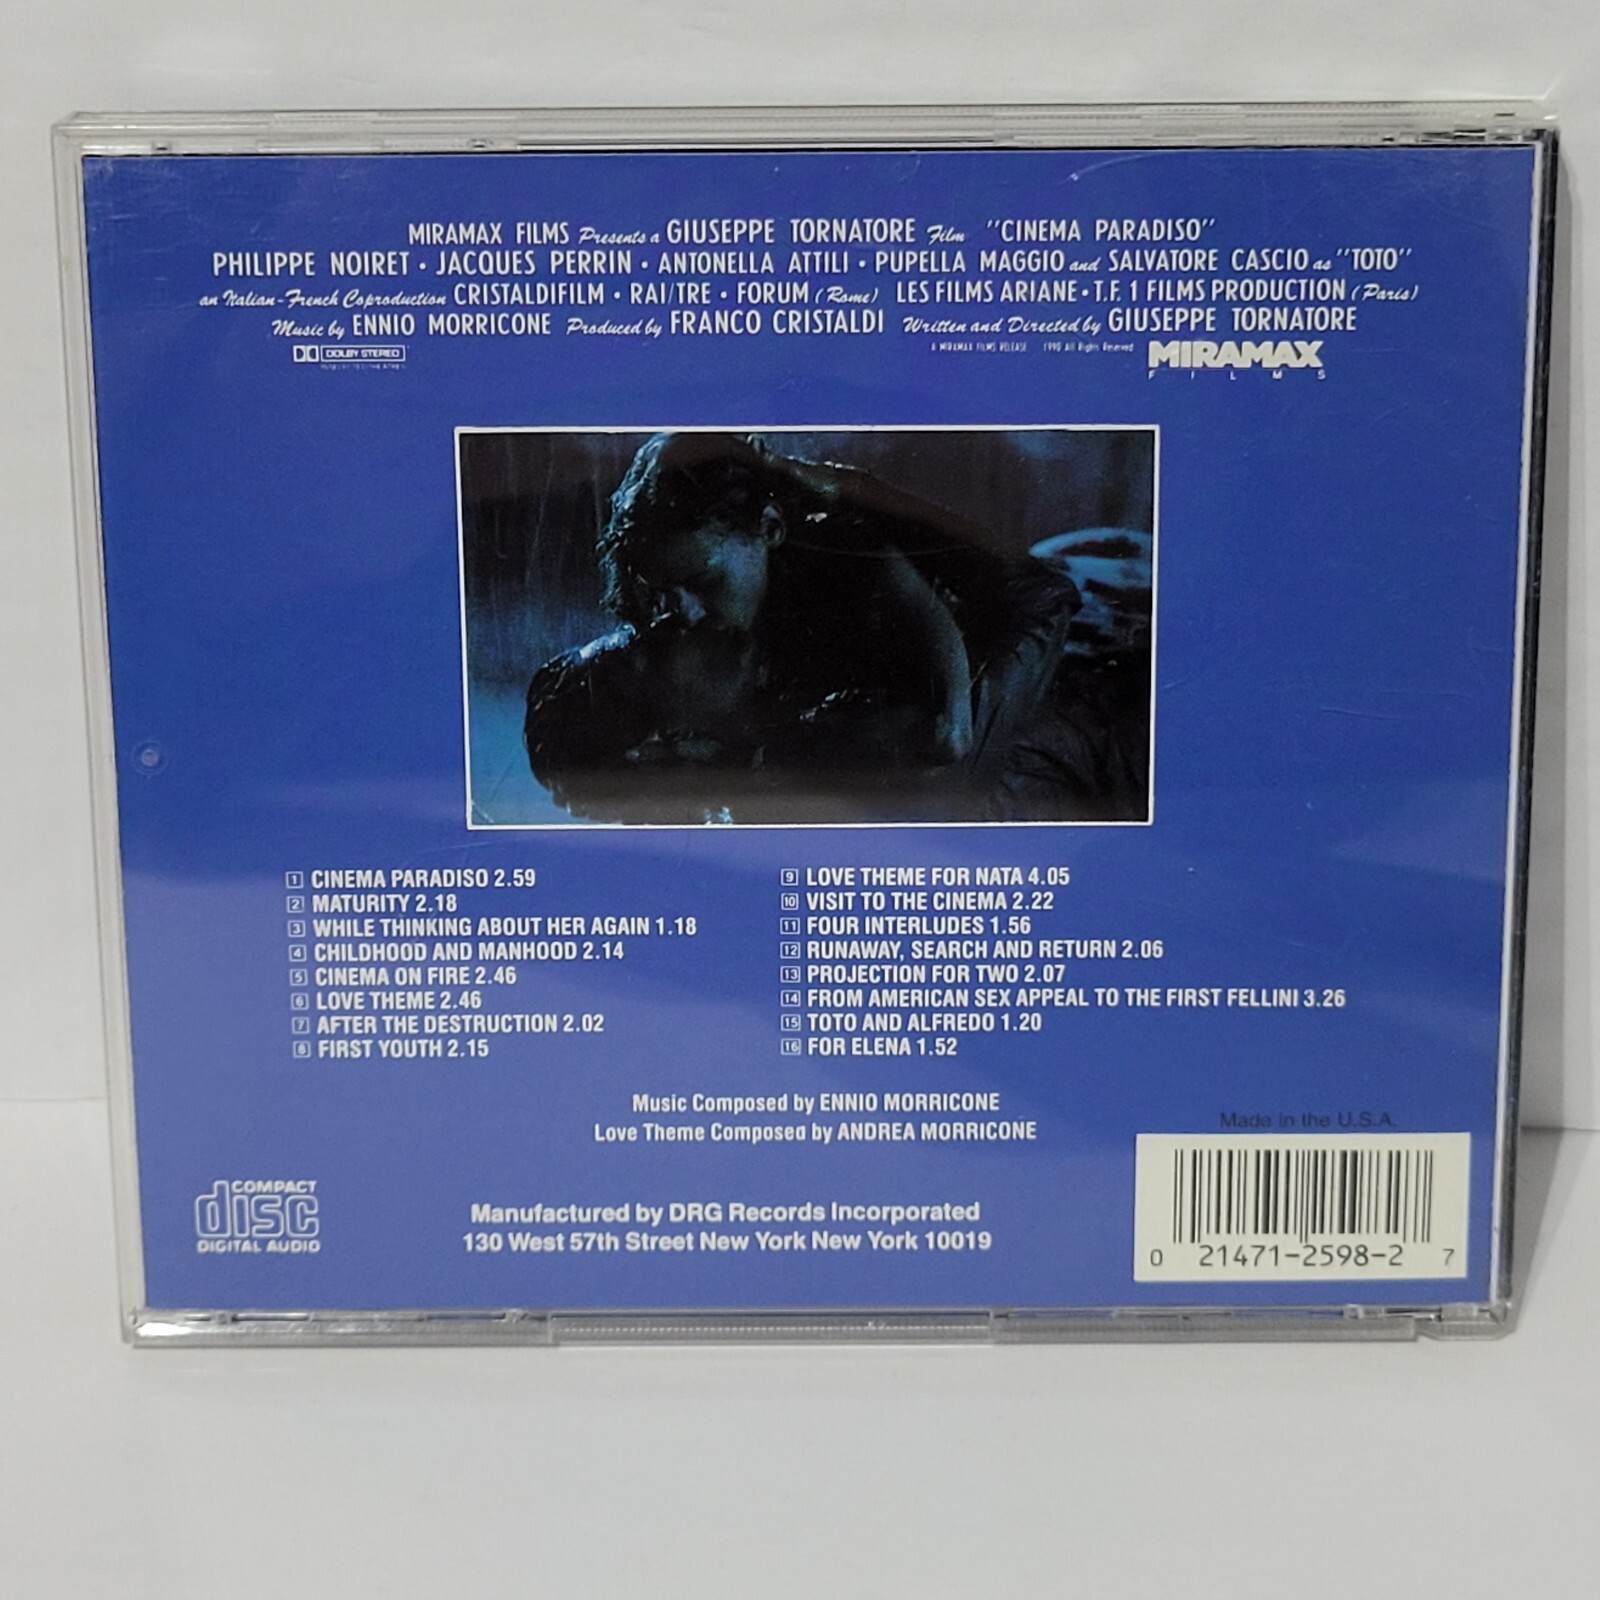 MIRAMAX FILMS Presents a GIUSEPPE TORNATORE Film "CINEMA PARADISO"
PHILIPPE NOIRET • JACQUES PERRIN • ANTONELLA ATTILI • PUPELLA MAGGIO and SALVATORE CASCIO as "TOTO"
an Italian-French Coproduction CRISTALDIFILM • RAI/TRE • FORUM (Rome) LES FILMS ARIANE • T.F. 1 FILMS PRODUCTION (Paris)
Music by ENNIO MORRICONE Produced by FRANCO CRISTALDI Written and Directed by GIUSEPPE TORNATORE
DOLBY STEREO
A MIRAMAX FILMS RELEASE 1990 All Rights Reserved
MIRAMAX
FILMS
1 CINEMA PARADISO 2.59
2 MATURITY 2.18
3 WHILE THINKING ABOUT HER AGAIN 1.18
4 CHILDHOOD AND MANHOOD 2.14
5 CINEMA ON FIRE 2.46
6 LOVE THEME 2.46
7 AFTER THE DESTRUCTION 2.02
8 FIRST YOUTH 2.15
9 LOVE THEME FOR NATA 4.05
10 VISIT TO THE CINEMA 2.22
11 FOUR INTERLUDES 1.56
12 RUNAWAY, SEARCH AND RETURN 2.06
13 PROJECTION FOR TWO 2.07
14 FROM AMERICAN SEX APPEAL TO THE FIRST FELLINI 3.26
15 TOTO AND ALFREDO 1.20
16 FOR ELENA 1.52
Music Composed by ENNIO MORRICONE
Love Theme Composed by ANDREA MORRICONE
Made in the U.S.A.
COMPACT
disc
DIGITAL AUDIO
Manufactured by DRG Records Incorporated
130 West 57th Street New York New York 10019
0 21471-2598-2 7